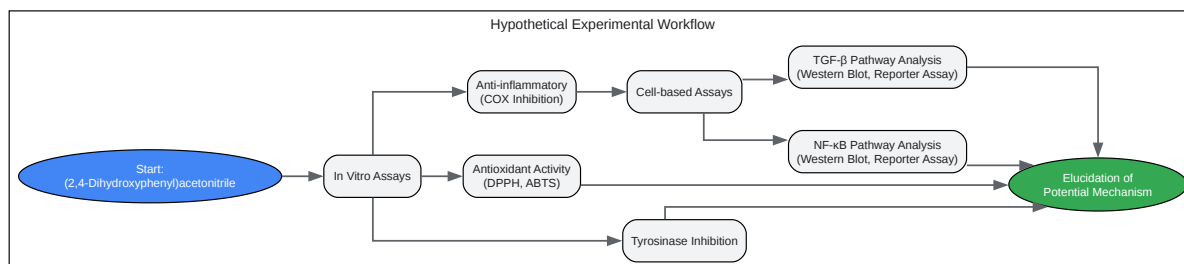 Hypothetical Experimental Workflow
Start:
(2,4-Dihydroxyphenyl)acetonitrile
In Vitro Assays
Anti-inflammatory
(COX Inhibition)
Cell-based Assays
TGF-β Pathway Analysis
(Western Blot, Reporter Assay)
NF-κB Pathway Analysis
(Western Blot, Reporter Assay)
Antioxidant Activity
(DPPH, ABTS)
Tyrosinase Inhibition
Elucidation of
Potential Mechanism